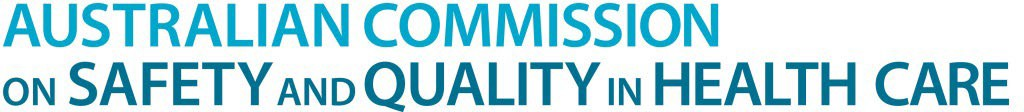 AUSTRALIAN COMMISSION
ON SAFETY AND QUALITY IN HEALTH CARE